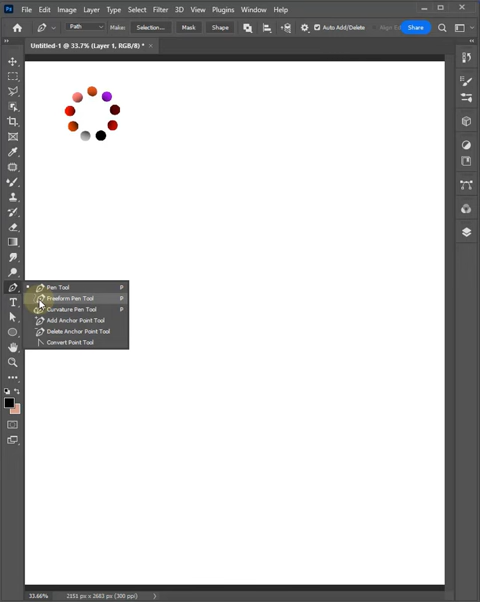 Ps File Edit Image Layer Type Select Filter 3D View Plugins Window Help
Path Make: Selection... Mask Shape Auto Add/Delete Share
Untitled-1 @ 33.7% (Layer 1, RGB/8) * ×
Pen Tool P
Freeform Pen Tool P
Curvature Pen Tool P
Add Anchor Point Tool
Delete Anchor Point Tool
Convert Point Tool
33.66% 2151 px x 2683 px (300 ppi)